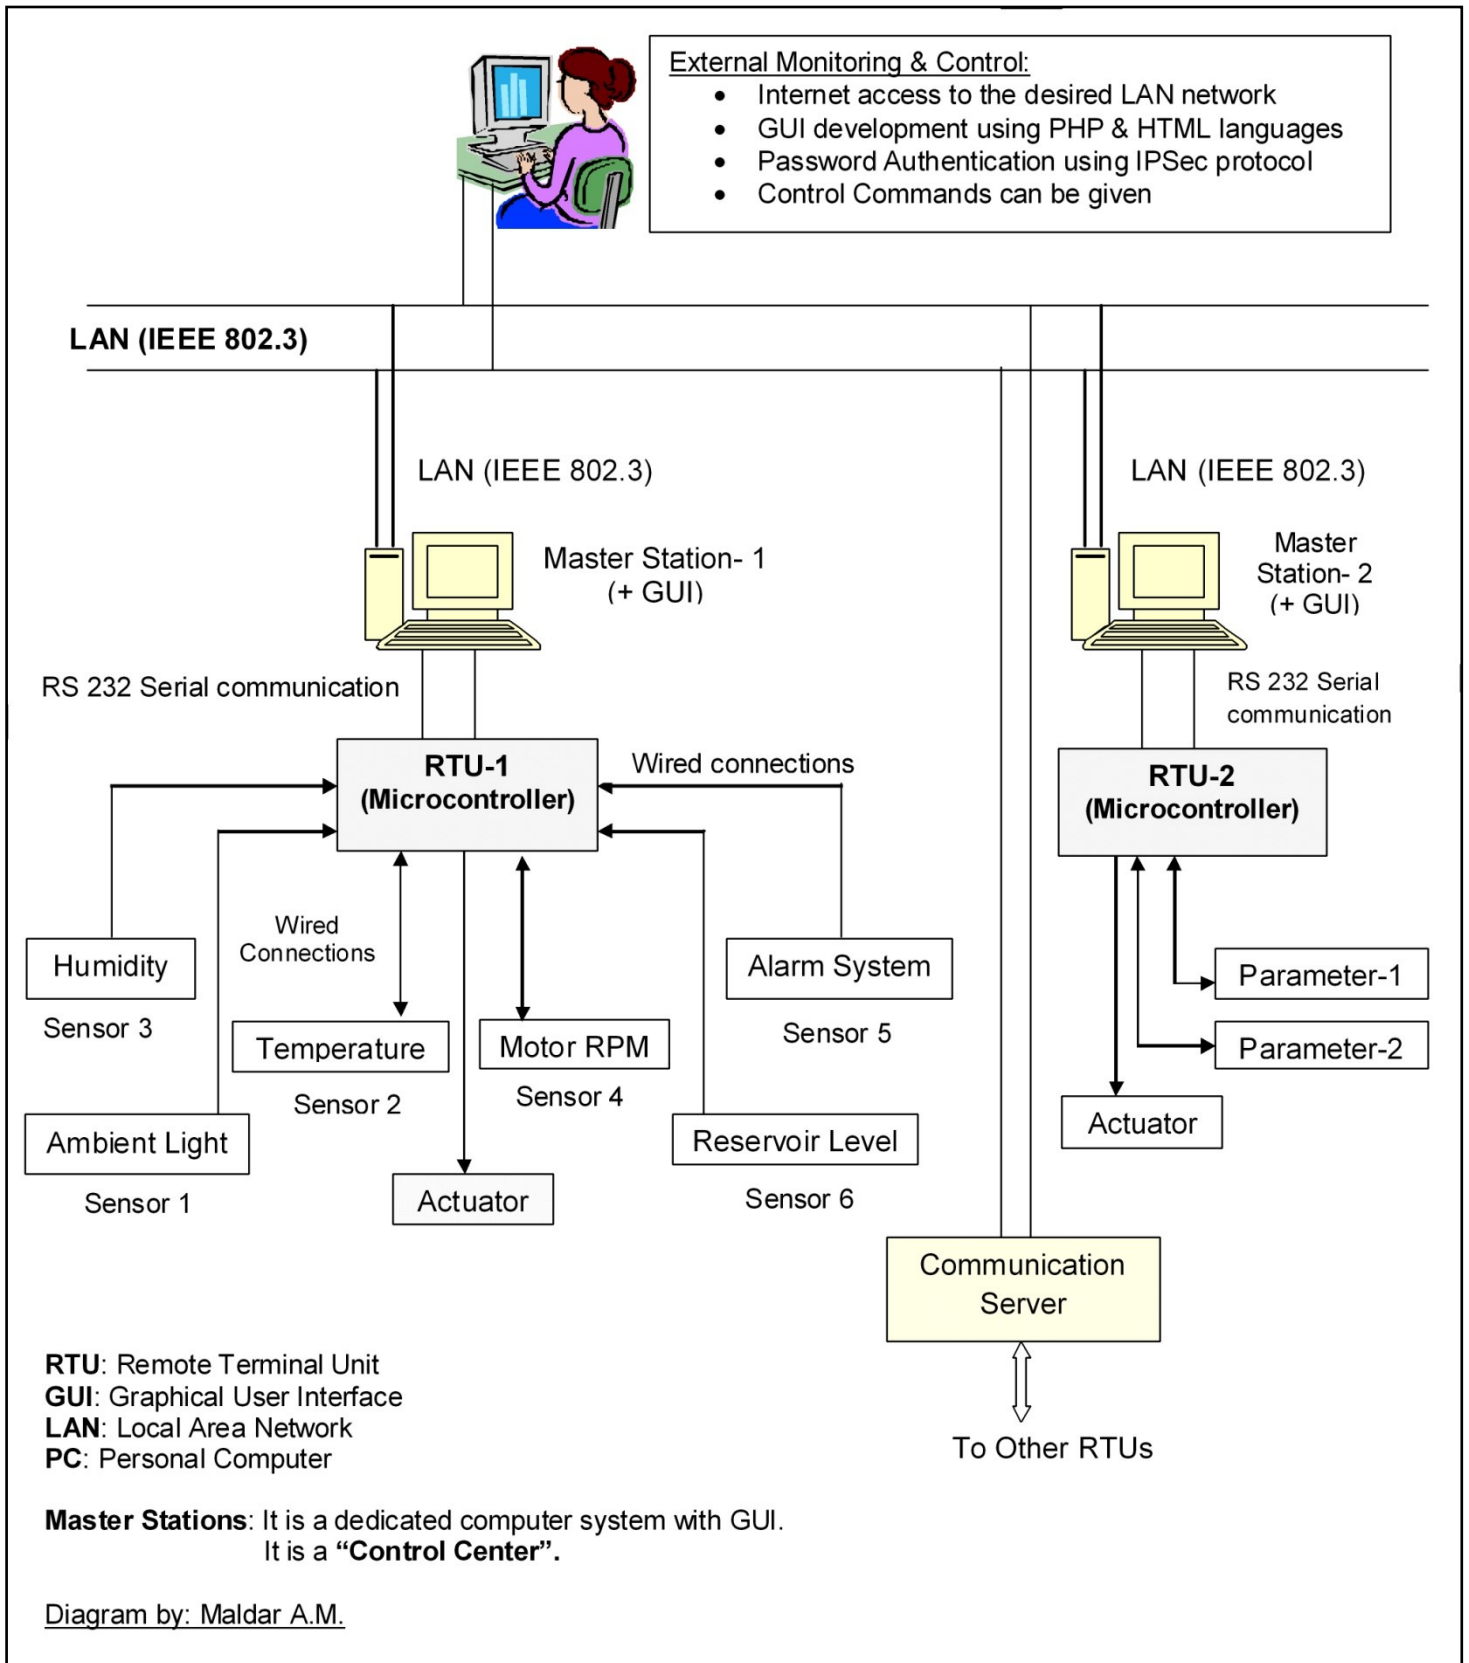 External Monitoring & Control:
• Internet access to the desired LAN network
• GUI development using PHP & HTML languages
• Password Authentication using IPSec protocol
• Control Commands can be given
LAN (IEEE 802.3)
LAN (IEEE 802.3)
LAN (IEEE 802.3)
Master Station- 1
(+ GUI)
Master
Station- 2
(+ GUI)
RS 232 Serial communication
RS 232 Serial
communication
RTU-1
(Microcontroller)
Wired connections
RTU-2
(Microcontroller)
Wired
Connections
Humidity
Sensor 3
Temperature
Sensor 2
Motor RPM
Sensor 4
Alarm System
Sensor 5
Parameter-1
Parameter-2
Ambient Light
Sensor 1
Actuator
Reservoir Level
Sensor 6
Actuator
Communication
Server
To Other RTUs
RTU: Remote Terminal Unit
GUI: Graphical User Interface
LAN: Local Area Network
PC: Personal Computer
Master Stations: It is a dedicated computer system with GUI.
It is a “Control Center”.
Diagram by: Maldar A.M.